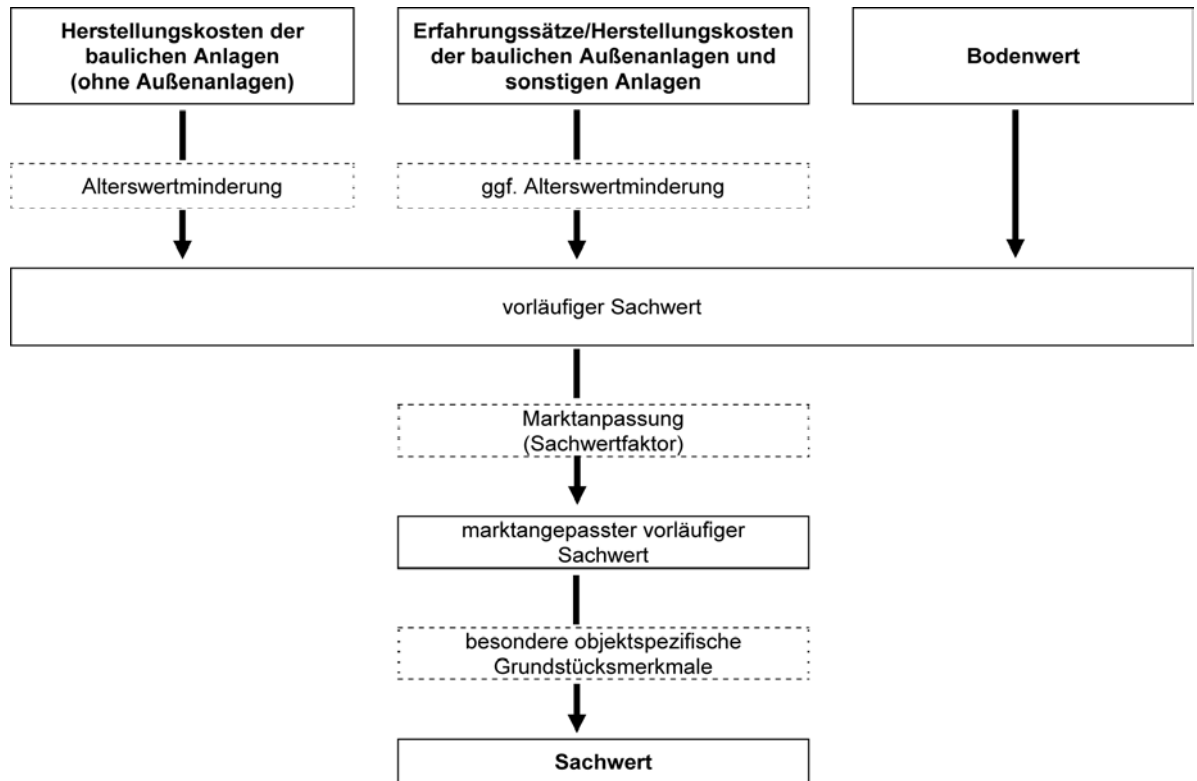 Herstellungskosten der
baulichen Anlagen
(ohne Außenanlagen)
Erfahrungssätze/Herstellungskosten
der baulichen Außenanlagen und
sonstigen Anlagen
Bodenwert
Alterswertminderung
ggf. Alterswertminderung
vorläufiger Sachwert
Marktanpassung
(Sachwertfaktor)
marktangepasster vorläufiger
Sachwert
besondere objektspezifische
Grundstücksmerkmale
Sachwert